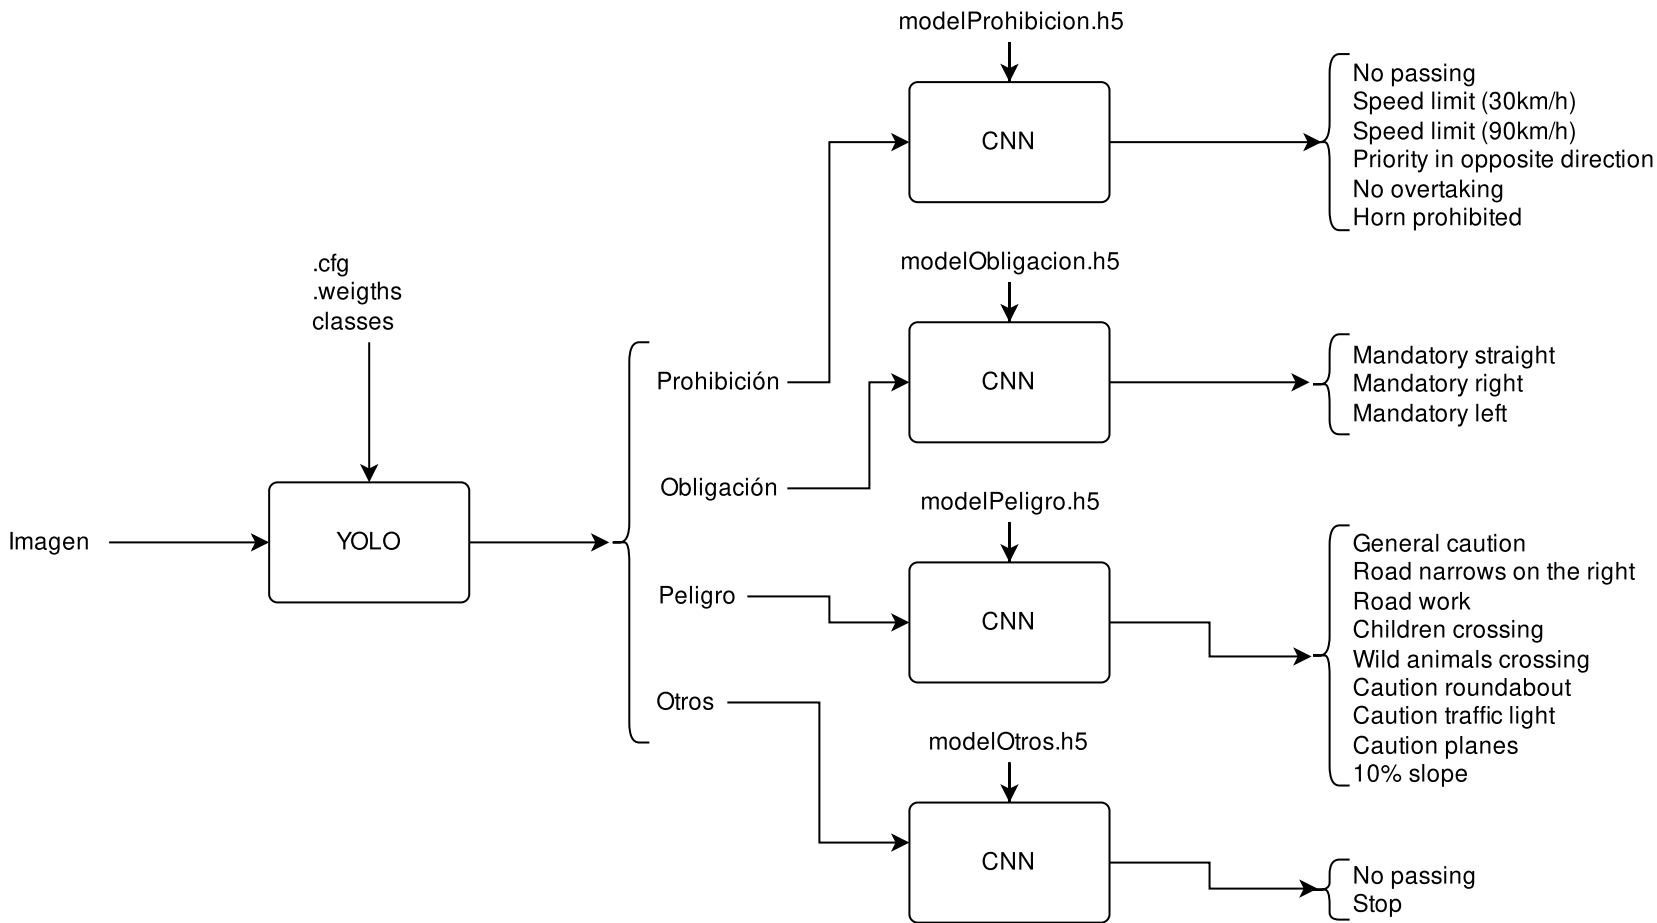 modelProhibicion.h5
CNN
No passing
Speed limit (30km/h)
Speed limit (90km/h)
Priority in opposite direction
No overtaking
Horn prohibited
.cfg
.weigths
classes
Imagen
YOLO
Prohibición
Obligación
Peligro
Otros
modelObligacion.h5
CNN
Mandatory straight
Mandatory right
Mandatory left
modelPeligro.h5
CNN
General caution
Road narrows on the right
Road work
Children crossing
Wild animals crossing
Caution roundabout
Caution traffic light
Caution planes
10% slope
modelOtros.h5
CNN
No passing
Stop